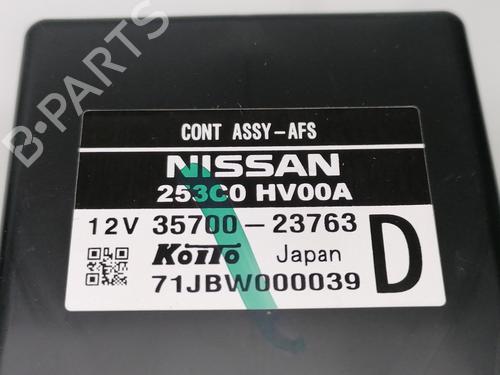 B-PARTS
CONT ASSY-AFS
NISSAN
253C0 HV00A
12V 35700-23763
KOITO Japan D
71JBW000039